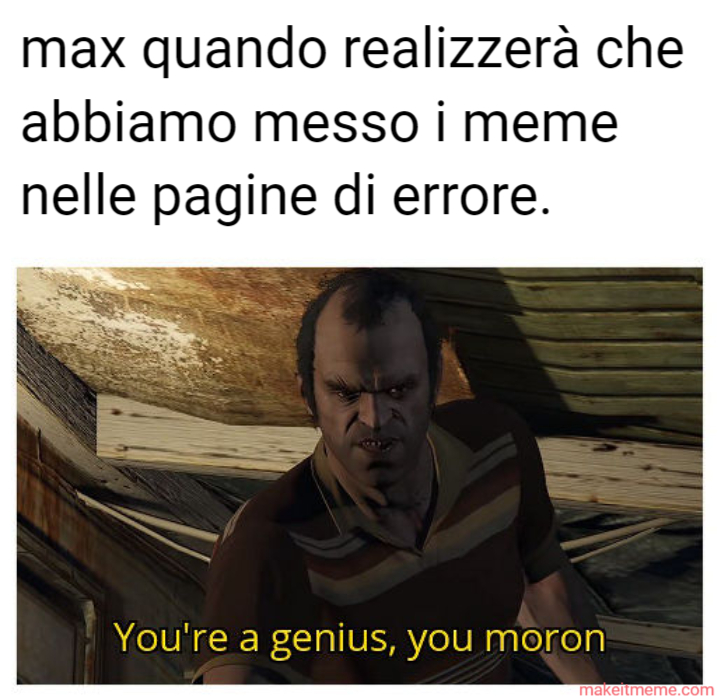 max quando realizzerà che
abbiamo messo i meme
nelle pagine di errore.
You're a genius, you moron
makeitmeme.com